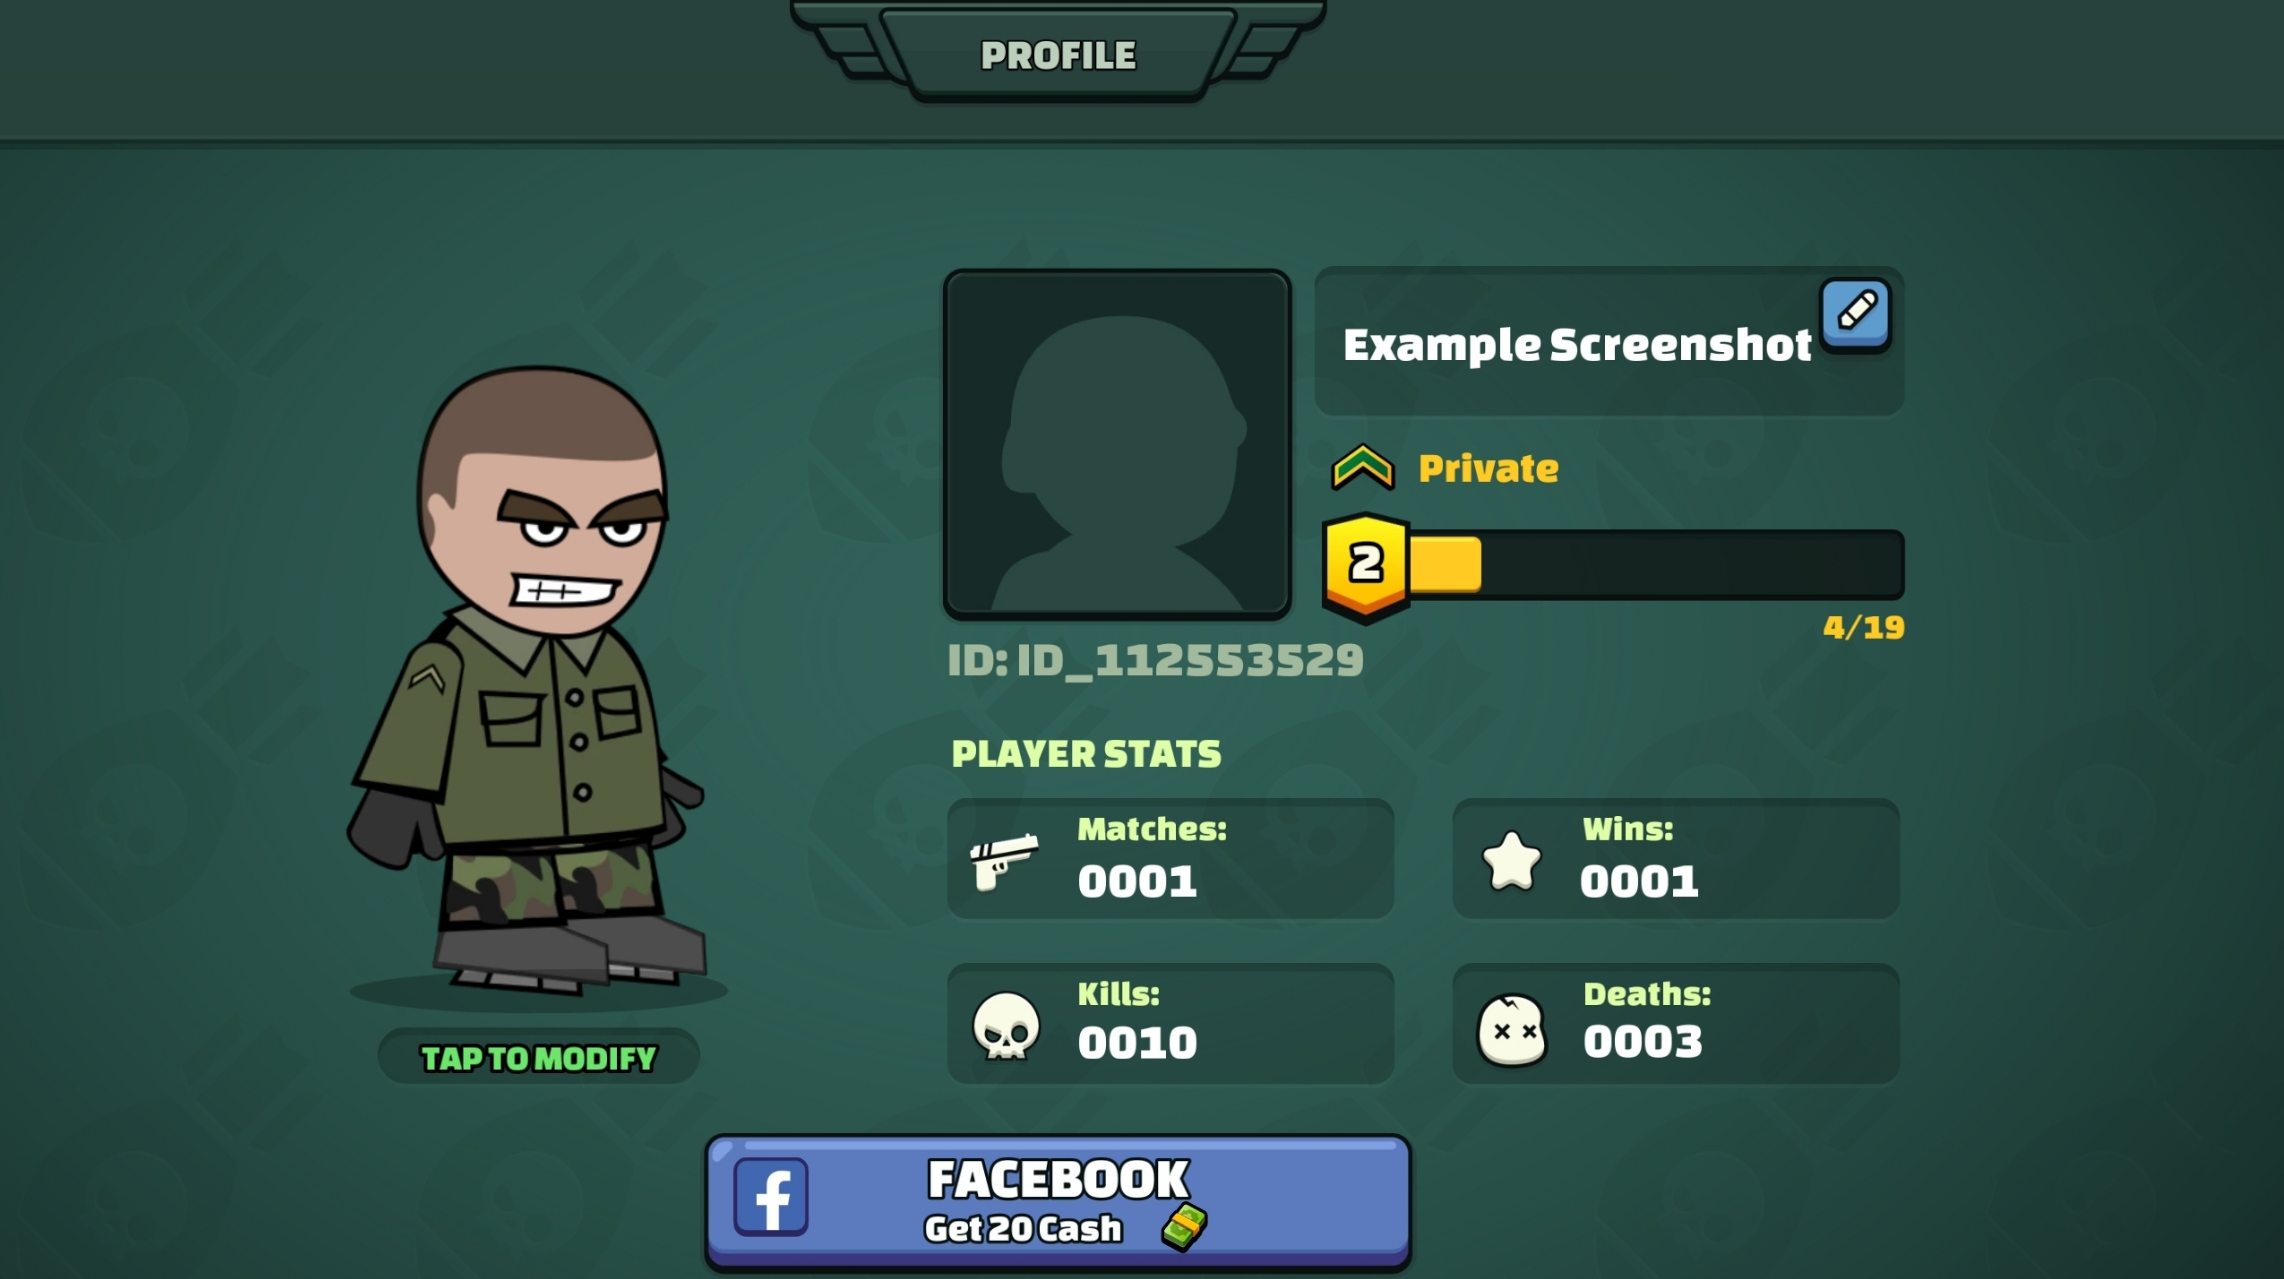 PROFILE
Example Screenshot
Private
2
4/19
ID: ID_112553529
PLAYER STATS
Matches:
0001
Wins:
0001
Kills:
0010
Deaths:
0003
TAP TO MODIFY
f
FACEBOOK
Get 20 Cash